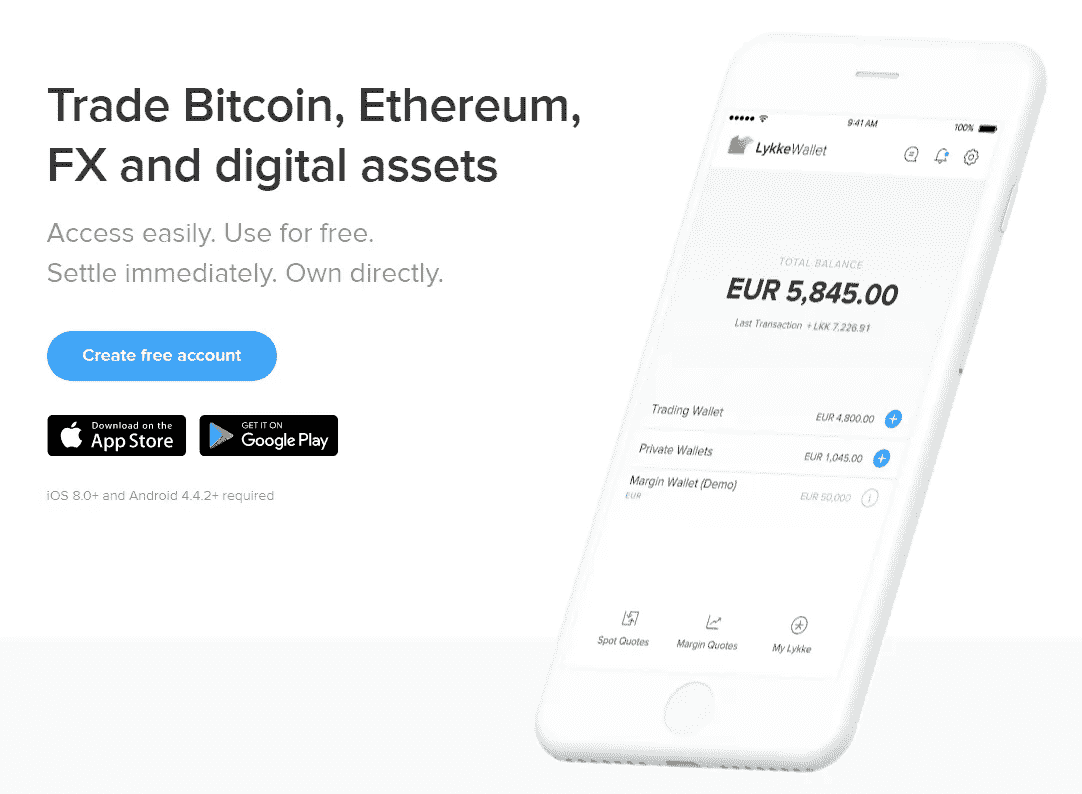 Trade Bitcoin, Ethereum,
FX and digital assets
Access easily. Use for free.
Settle immediately. Own directly.
Create free account
Download on the
App Store
GET IT ON
Google Play
iOS 8.0+ and Android 4.4.2+ required
9:41 AM
100%
LykkeWallet
TOTAL BALANCE
EUR 5,845.00
Last Transaction + LKK 7,226.91
Trading Wallet
EUR 4,800.00
Private Wallets
EUR 1,045.00
Margin Wallet (Demo)
EUR
EUR 50,000
Spot Quotes
Margin Quotes
My Lykke